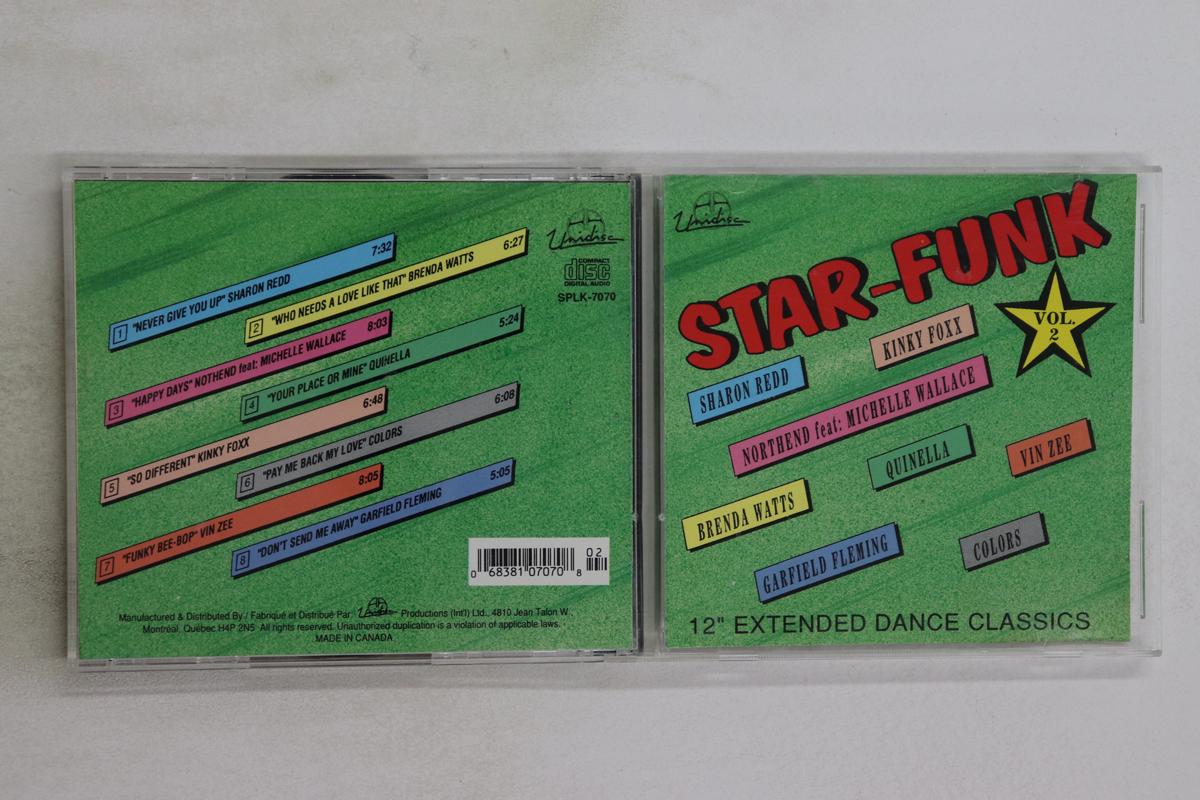 Unidisc
COMPACT
disc
DIGITAL AUDIO
SPLK-7070
1 "NEVER GIVE YOU UP" SHARON REDD 7:32
2 "WHO NEEDS A LOVE LIKE THAT" BRENDA WATTS 6:27
3 "HAPPY DAYS" NOTHEND feat: MICHELLE WALLACE 8:03
4 "YOUR PLACE OR MINE" QUINELLA 5:24
5 "SO DIFFERENT" KINKY FOXX 6:48
6 "PAY ME BACK MY LOVE" COLORS 6:08
7 "FUNKY BEE-BOP" VIN ZEE 8:05
8 "DON'T SEND ME AWAY" GARFIELD FLEMING 5:05
02
0 68381 07070 8
Manufactured & Distributed By / Fabriqué et Distribué Par Unidisc Productions (Int'l) Ltd., 4810 Jean Talon W.,
Montréal, Québec H4P 2N5 All rights reserved. Unauthorized duplication is a violation of applicable laws.
MADE IN CANADA
Unidisc
STAR-FUNK
VOL.
2
KINKY FOXX
SHARON REDD
NORTHEND feat: MICHELLE WALLACE
QUINELLA
VIN ZEE
BRENDA WATTS
GARFIELD FLEMING
COLORS
12" EXTENDED DANCE CLASSICS